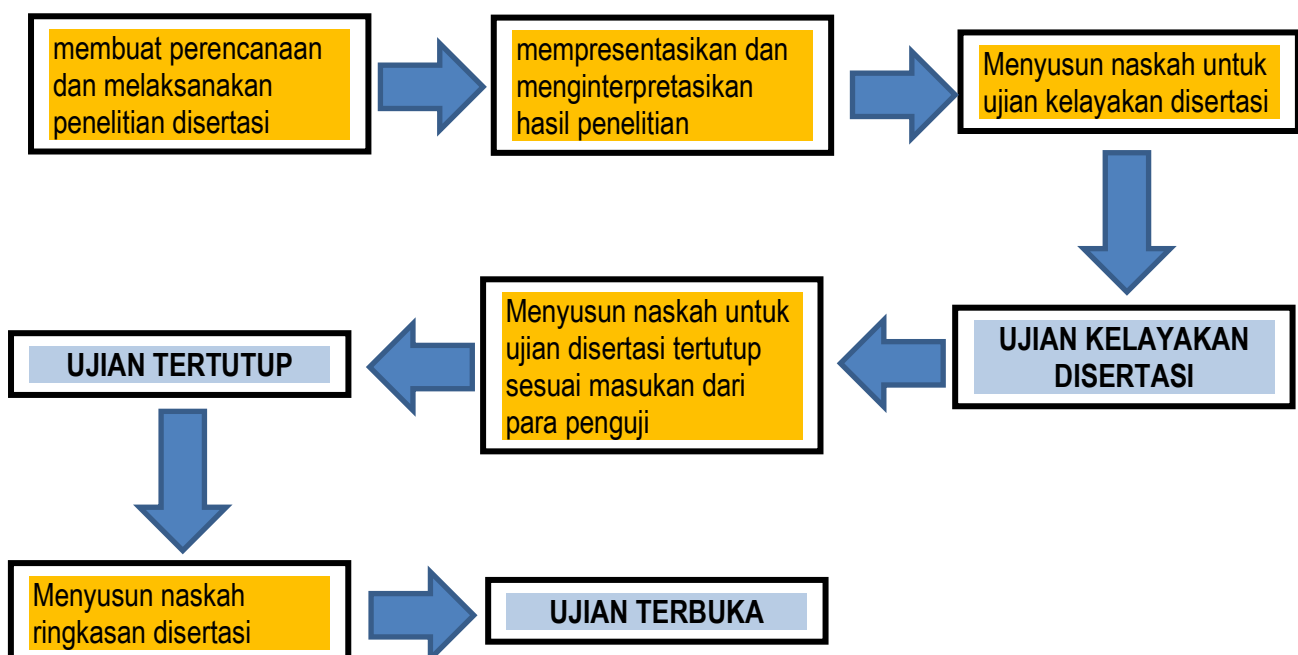 membuat perencanaan
dan melaksanakan
penelitian disertasi
mempresentasikan dan
menginterpretasikan
hasil penelitian
Menyusun naskah untuk
ujian kelayakan disertasi
UJIAN KELAYAKAN
DISERTASI
Menyusun naskah untuk
ujian disertasi tertutup
sesuai masukan dari
para penguji
UJIAN TERTUTUP
Menyusun naskah
ringkasan disertasi
UJIAN TERBUKA